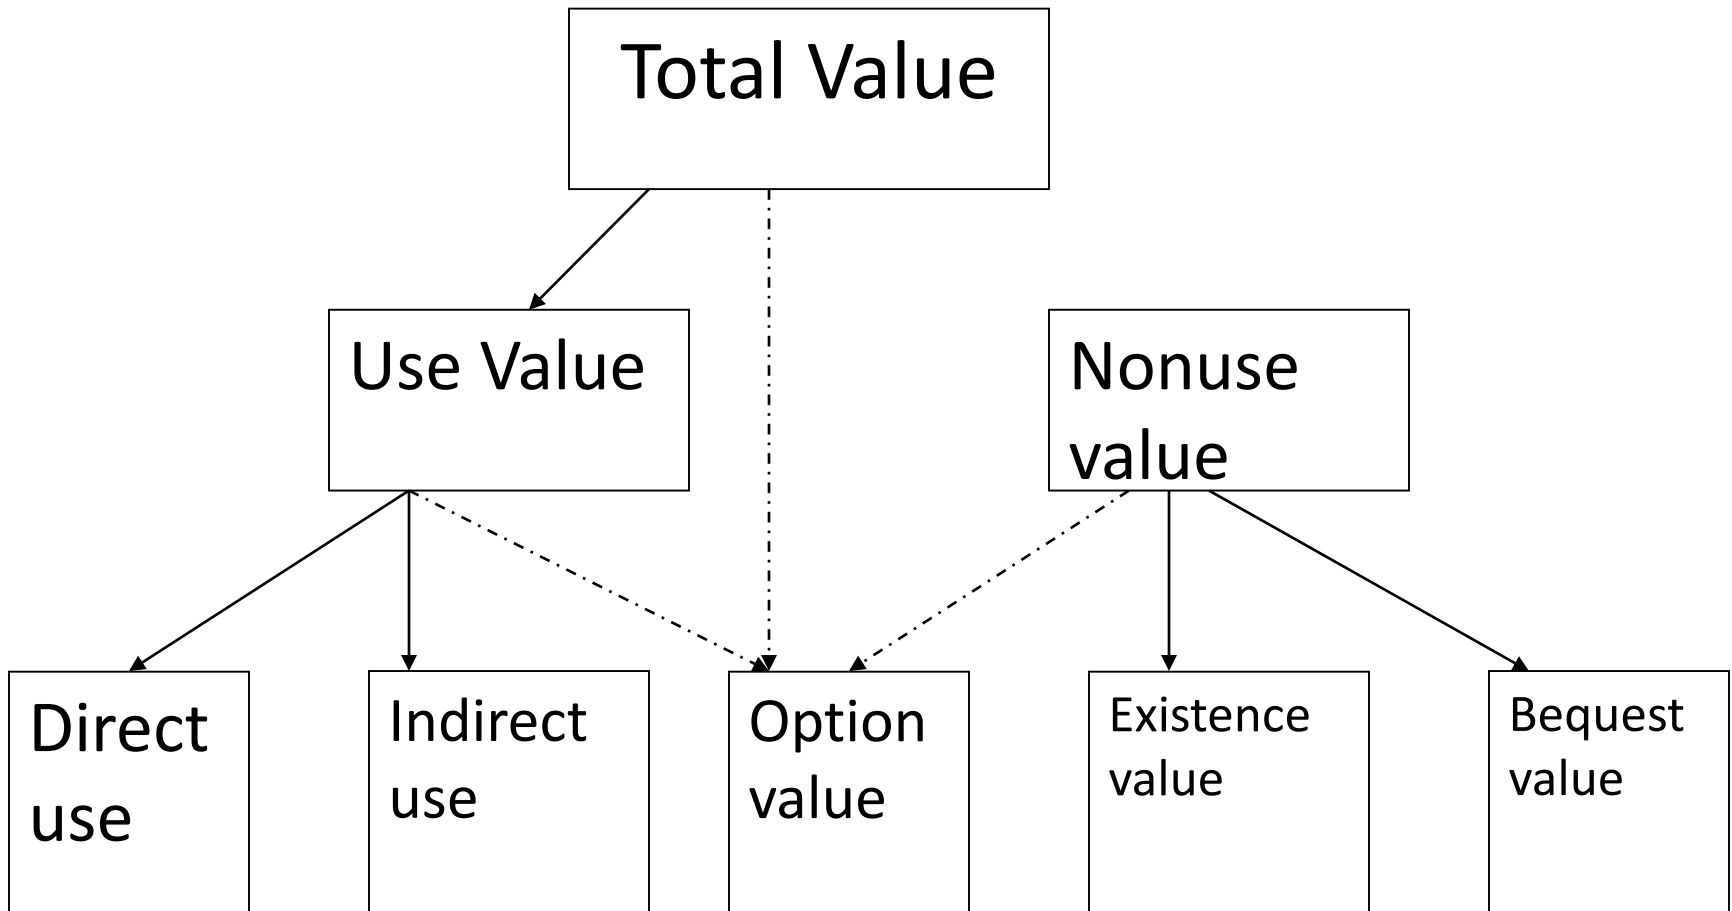 Total Value
Use Value
Nonuse
value
Direct
use
Indirect
use
Option
value
Existence
value
Bequest
value